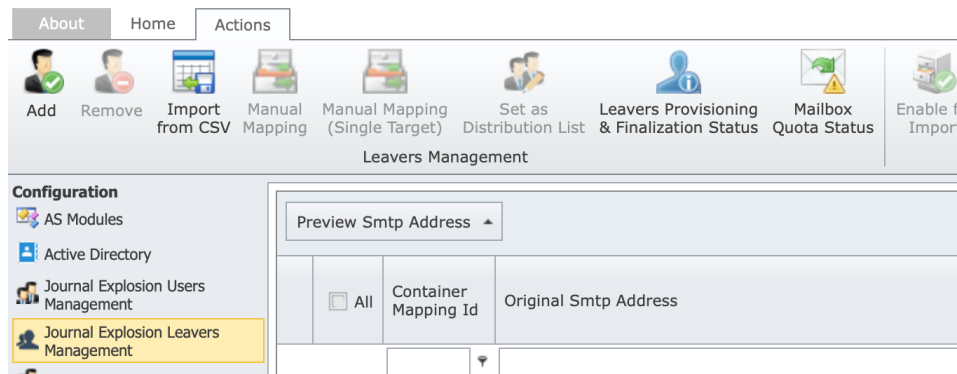 About Home Actions
Add Remove Import from CSV Manual Mapping Manual Mapping (Single Target) Set as Distribution List Leavers Provisioning & Finalization Status Mailbox Quota Status Enable
Leavers Management
Configuration
AS Modules
Active Directory
Journal Explosion Users
Management
Journal Explosion Leavers
Management
Preview Smtp Address
All
Container
Mapping Id
Original Smtp Address